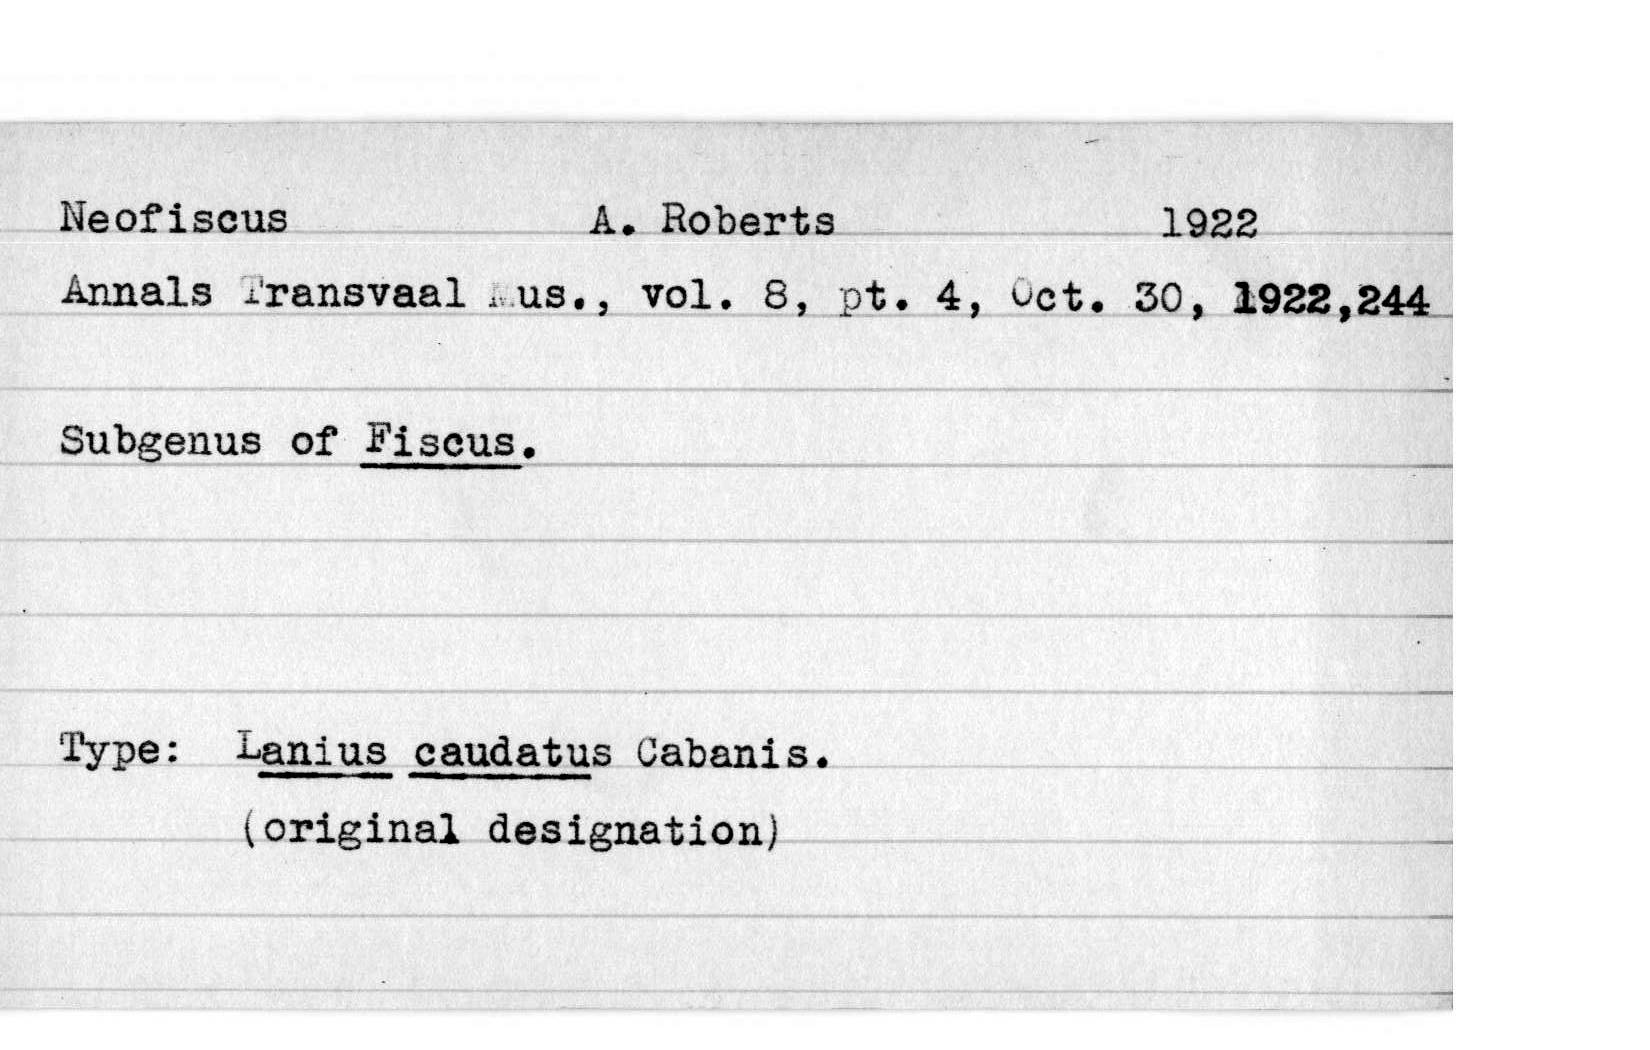 Neofiscus A. Roberts 1922
Annals Transvaal Mus., vol. 8, pt. 4, Oct. 30, 1922,244
Subgenus of Fiscus.
Type: Lanius caudatus Cabanis.
(original designation)